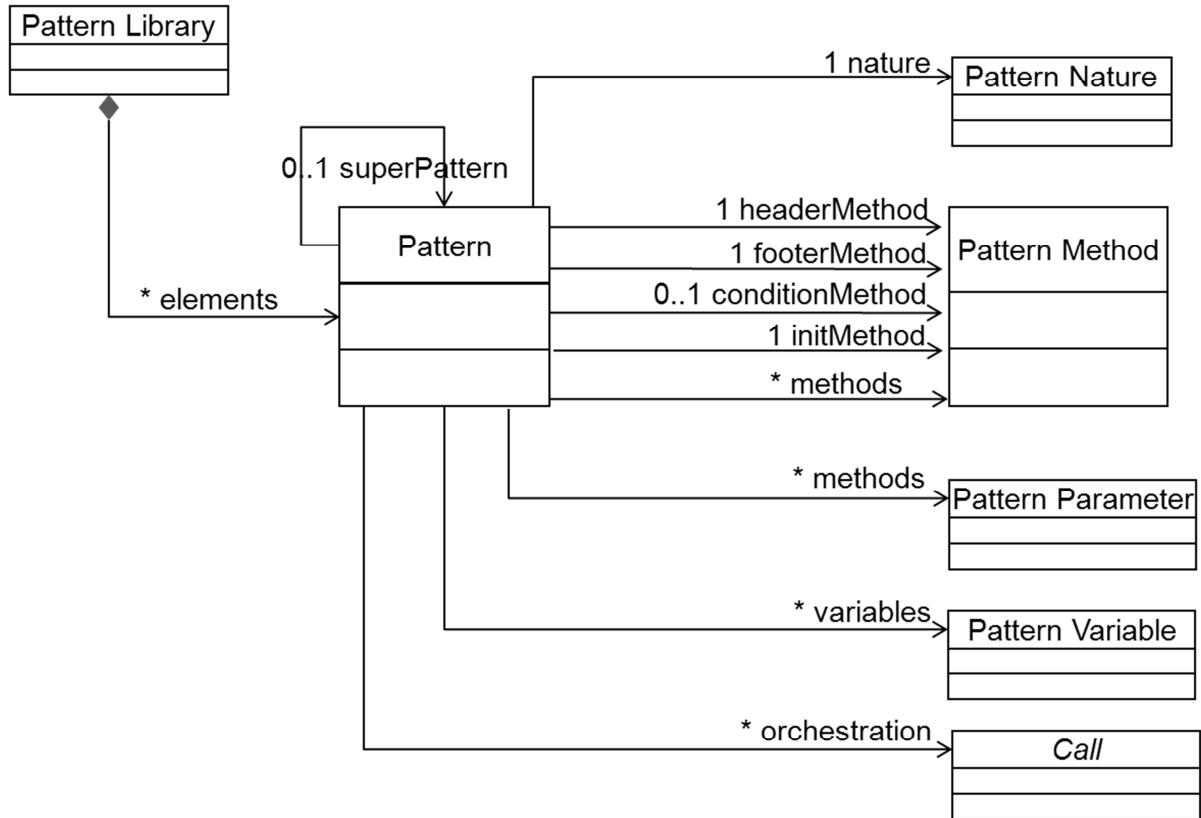 Pattern Library
1 nature
Pattern Nature
0..1 superPattern
Pattern
1 headerMethod
1 footerMethod
0..1 conditionMethod
1 initMethod
* methods
Pattern Method
* elements
* methods
Pattern Parameter
* variables
Pattern Variable
* orchestration
Call